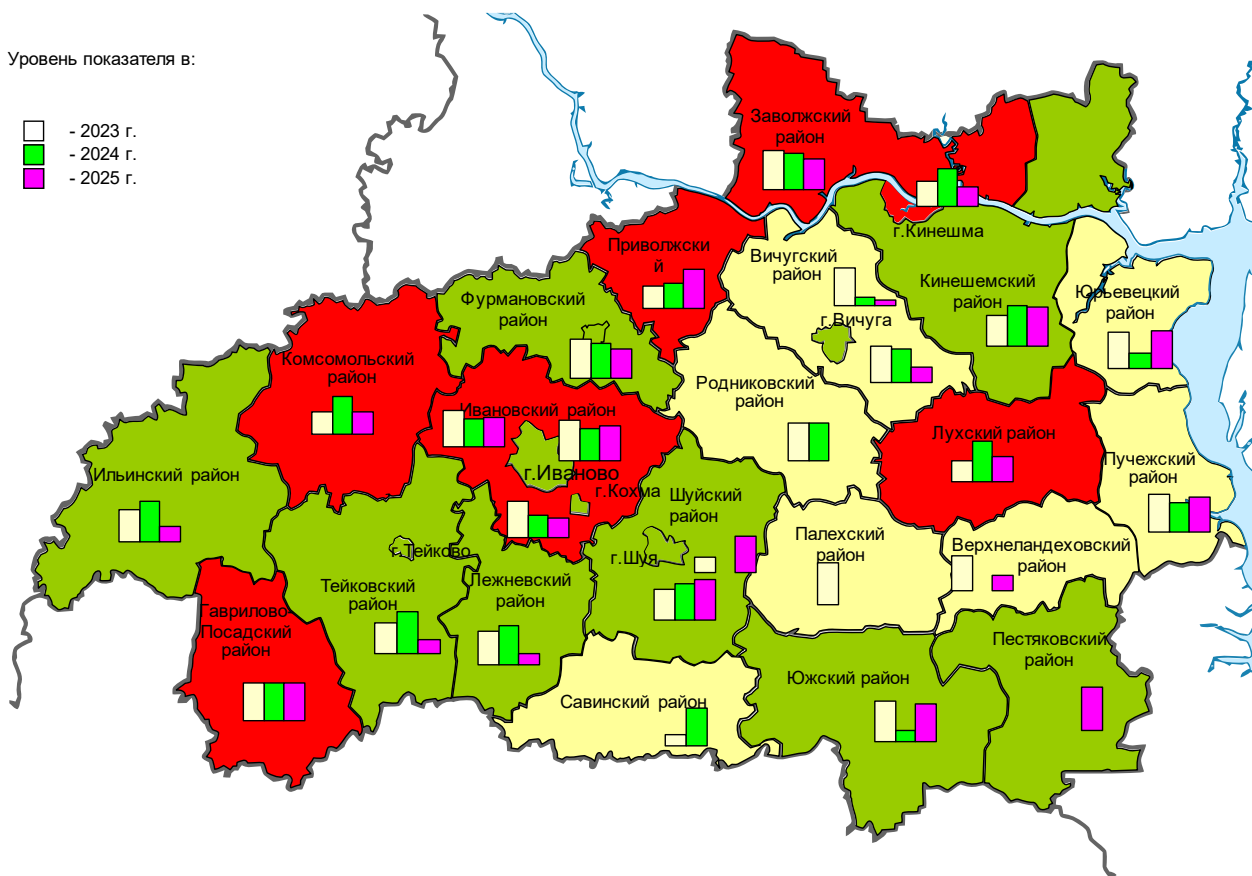 Уровень показателя в:
- 2023 г.
- 2024 г.
- 2025 г.
Заволжский
район
г.Кинешма
Приволжски
й
Вичугский
район
Кинешемский
район
Юрьевецкий
район
Фурмановский
район
г.Вичуга
Комсомольский
район
Родниковский
район
Ивановский район
Лухский район
г.Иваново
Ильинский район
г.Кохма
Шуйский
район
Пучежский
район
г.Тейково
г.Шуя
Палехский
район
Верхнеландеховский
район
Тейковский
район
Лежневский
район
Гаврилово-
Посадский
район
Пестяковский
район
Южский район
Савинский район